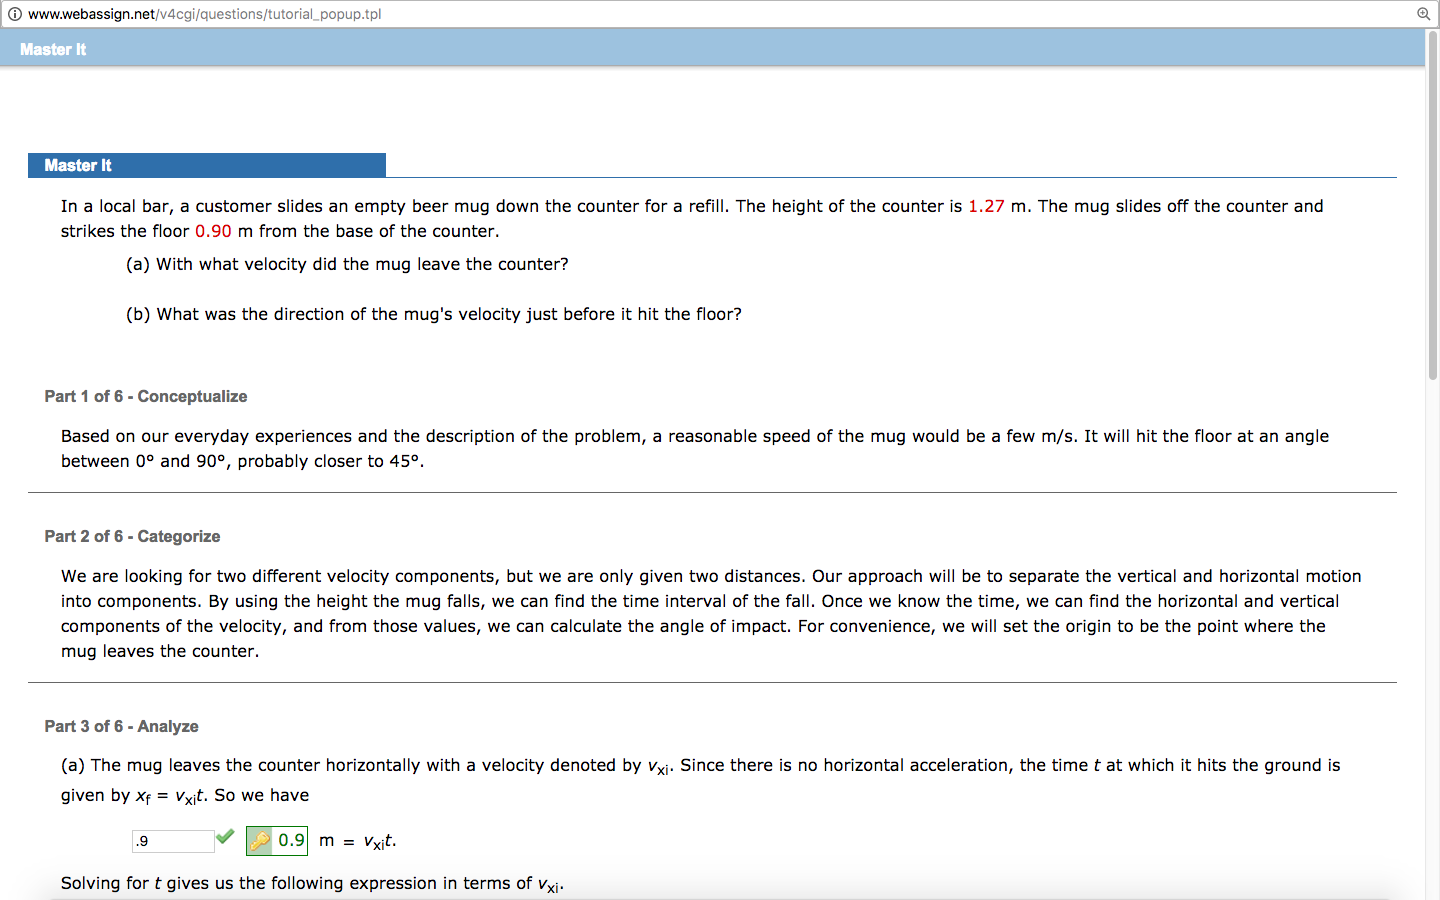 www.webassign.net/v4cgi/questions/tutorial_popup.tpl
Master It
Master It
In a local bar, a customer slides an empty beer mug down the counter for a refill. The height of the counter is 1.27 m. The mug slides off the counter and
strikes the floor 0.90 m from the base of the counter.
(a) With what velocity did the mug leave the counter?
(b) What was the direction of the mug's velocity just before it hit the floor?
Part 1 of 6 - Conceptualize
Based on our everyday experiences and the description of the problem, a reasonable speed of the mug would be a few m/s. It will hit the floor at an angle
between 0° and 90°, probably closer to 45°.
Part 2 of 6 - Categorize
We are looking for two different velocity components, but we are only given two distances. Our approach will be to separate the vertical and horizontal motion
into components. By using the height the mug falls, we can find the time interval of the fall. Once we know the time, we can find the horizontal and vertical
components of the velocity, and from those values, we can calculate the angle of impact. For convenience, we will set the origin to be the point where the
mug leaves the counter.
Part 3 of 6 - Analyze
(a) The mug leaves the counter horizontally with a velocity denoted by vxi. Since there is no horizontal acceleration, the time t at which it hits the ground is
given by xf = vxit. So we have
.9 0.9 m = vxit.
Solving for t gives us the following expression in terms of vxi.